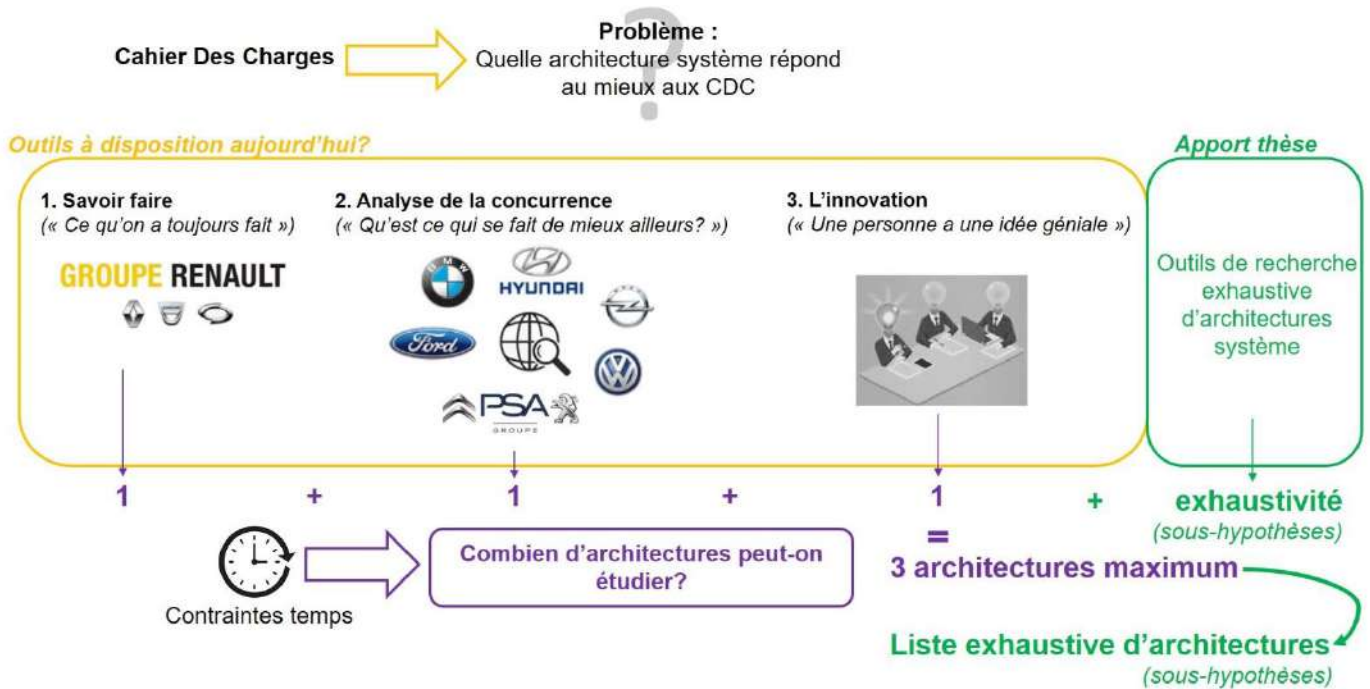 Cahier Des Charges
Problème :
Quelle architecture système répond
au mieux aux CDC
?
Outils à disposition aujourd'hui?
Apport thèse
1. Savoir faire
(« Ce qu'on a toujours fait »)
GROUPE RENAULT
2. Analyse de la concurrence
(« Qu'est ce qui se fait de mieux ailleurs? »)
BMW
HYUNDAI
Ford
VW
PSA
GROUPE
3. L'innovation
(« Une personne a une idée géniale »)
Outils de recherche
exhaustive
d'architectures
système
1 + 1 + 1 + exhaustivité
(sous-hypothèses)
=
3 architectures maximum
Contraintes temps
Combien d'architectures peut-on
étudier?
Liste exhaustive d'architectures
(sous-hypothèses)